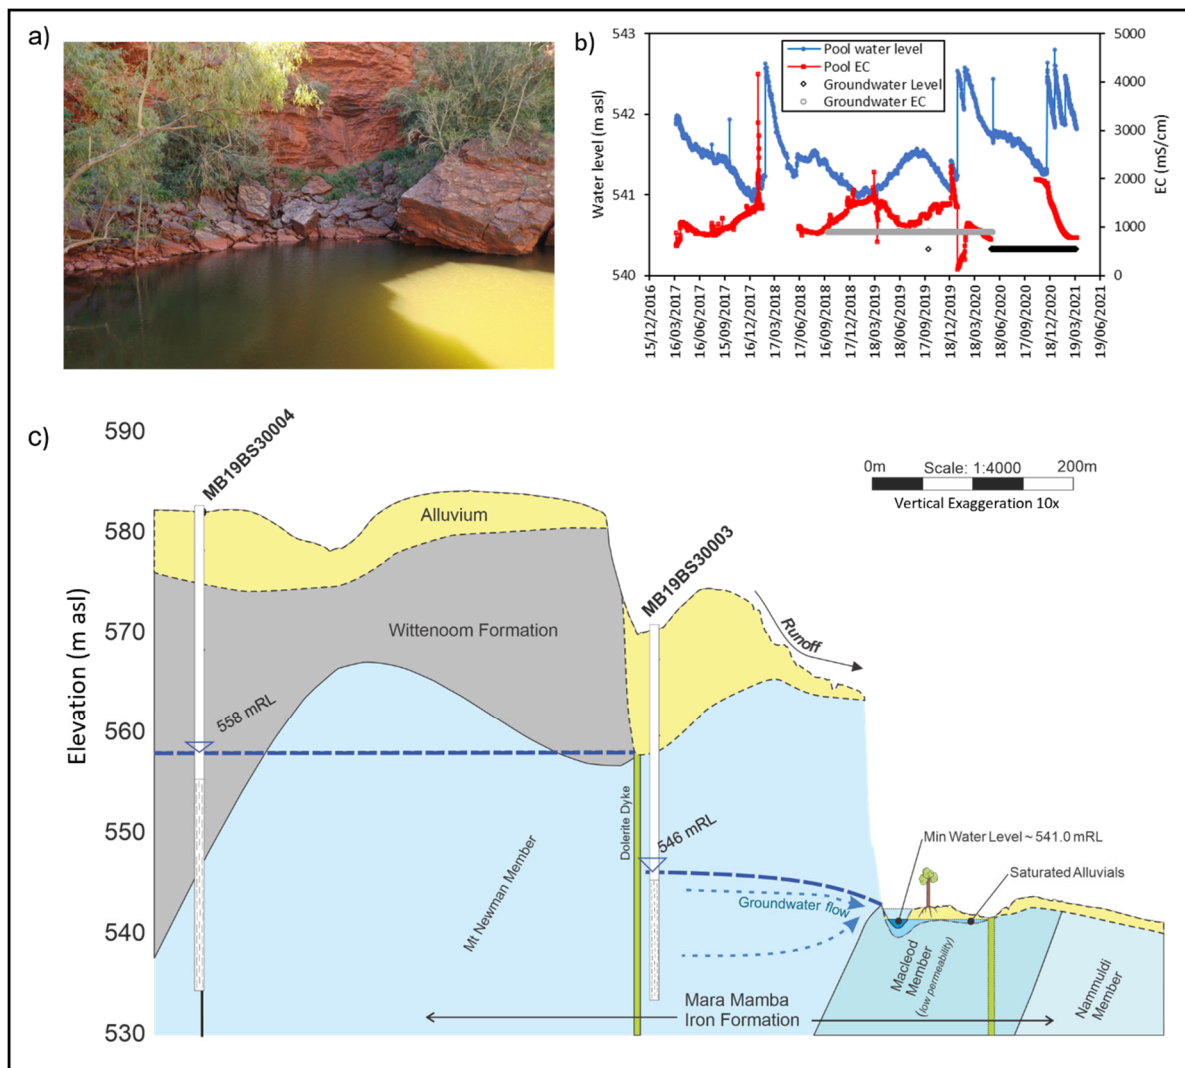 a)
b)
543
542
541
540
Water level (m asl)
Pool water level
Pool EC
Groundwater Level
Groundwater EC
5000
4000
3000
2000
1000
0
EC (mS/cm)
15/12/2016
16/03/2017
16/06/2017
16/09/2017
16/12/2017
17/03/2018
17/06/2018
16/09/2018
17/12/2018
18/03/2019
18/06/2019
17/09/2019
18/12/2019
18/03/2020
18/06/2020
17/09/2020
18/12/2020
19/03/2021
19/06/2021
c)
590
580
570
560
550
540
530
Elevation (m asl)
MB19BS30004
0m Scale: 1:4000 200m
Vertical Exaggeration 10x
Alluvium
MB19BS30003
Wittenoom Formation
Runoff
558 mRL
Dolerite Dyke
546 mRL
Min Water Level ~ 541.0 mRL
Saturated Alluvials
Mt Newman Member
Groundwater flow
Macleod
Member
(low permeability)
Nammuldi
Member
Mara Mamba
Iron Formation